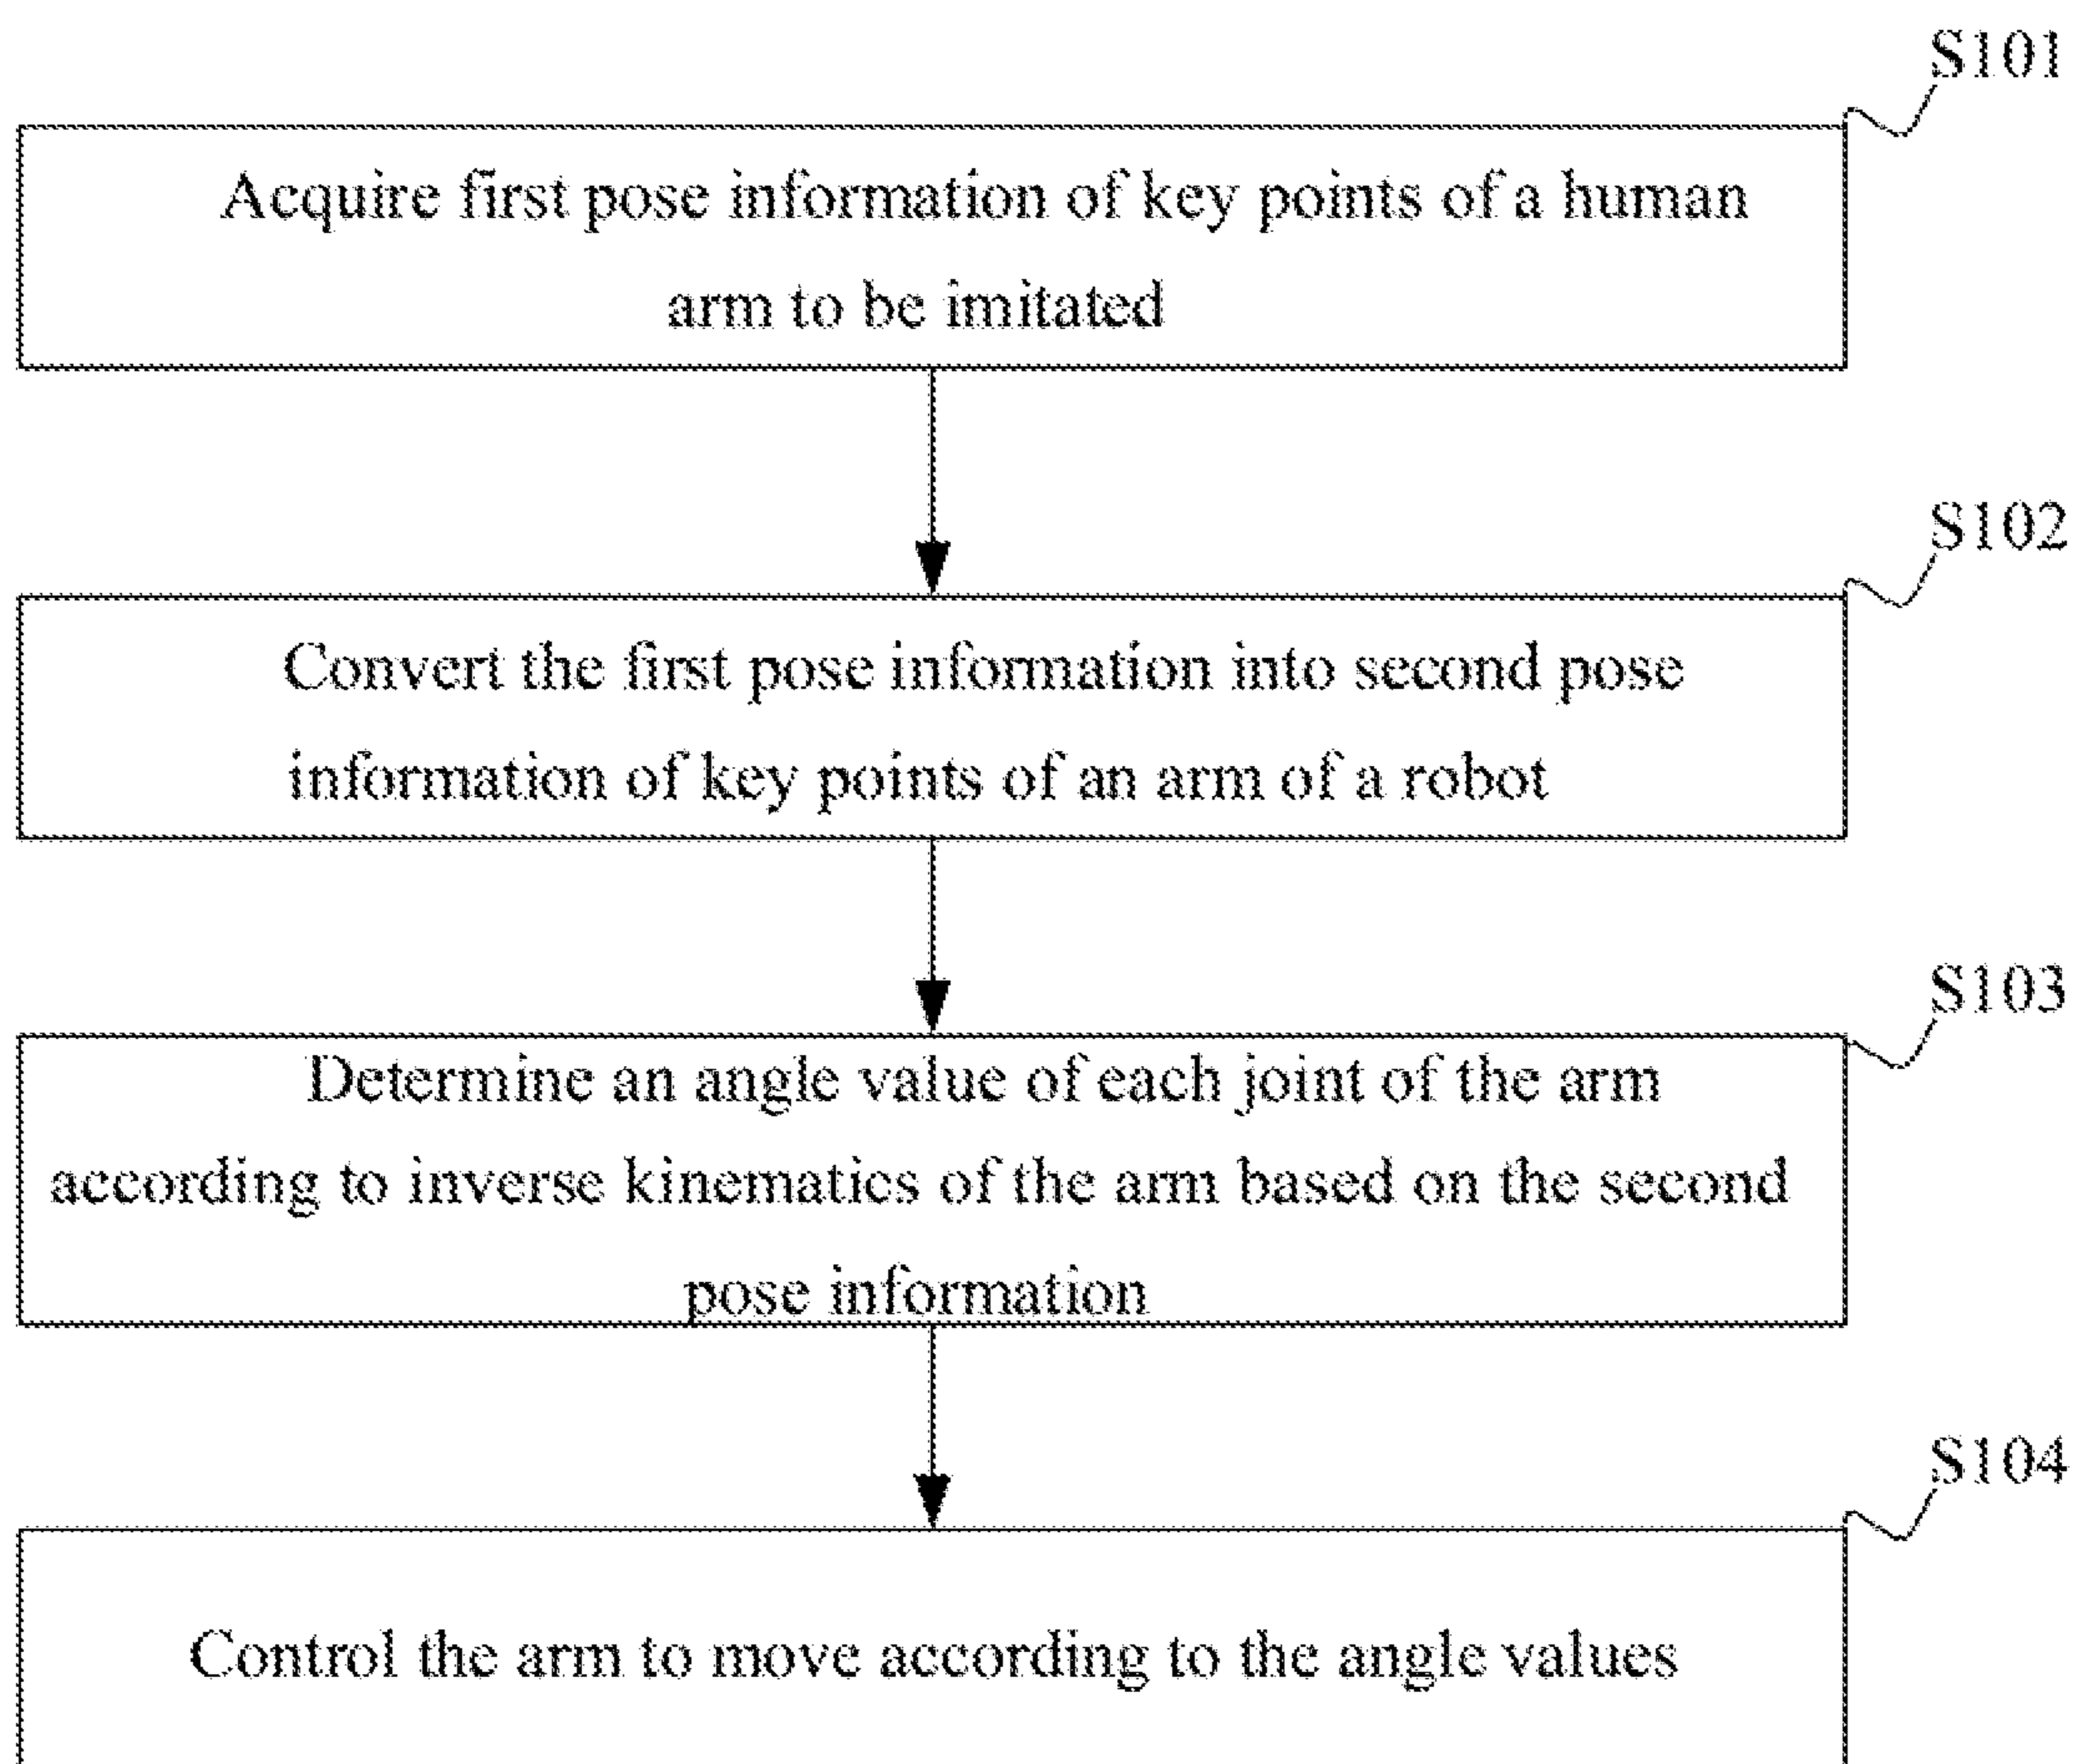 S101
Acquire first pose information of key points of a human
arm to be imitated
S102
Convert the first pose information into second pose
information of key points of an arm of a robot
S103
Determine an angle value of each joint of the arm
according to inverse kinematics of the arm based on the second
pose information
S104
Control the arm to move according to the angle values